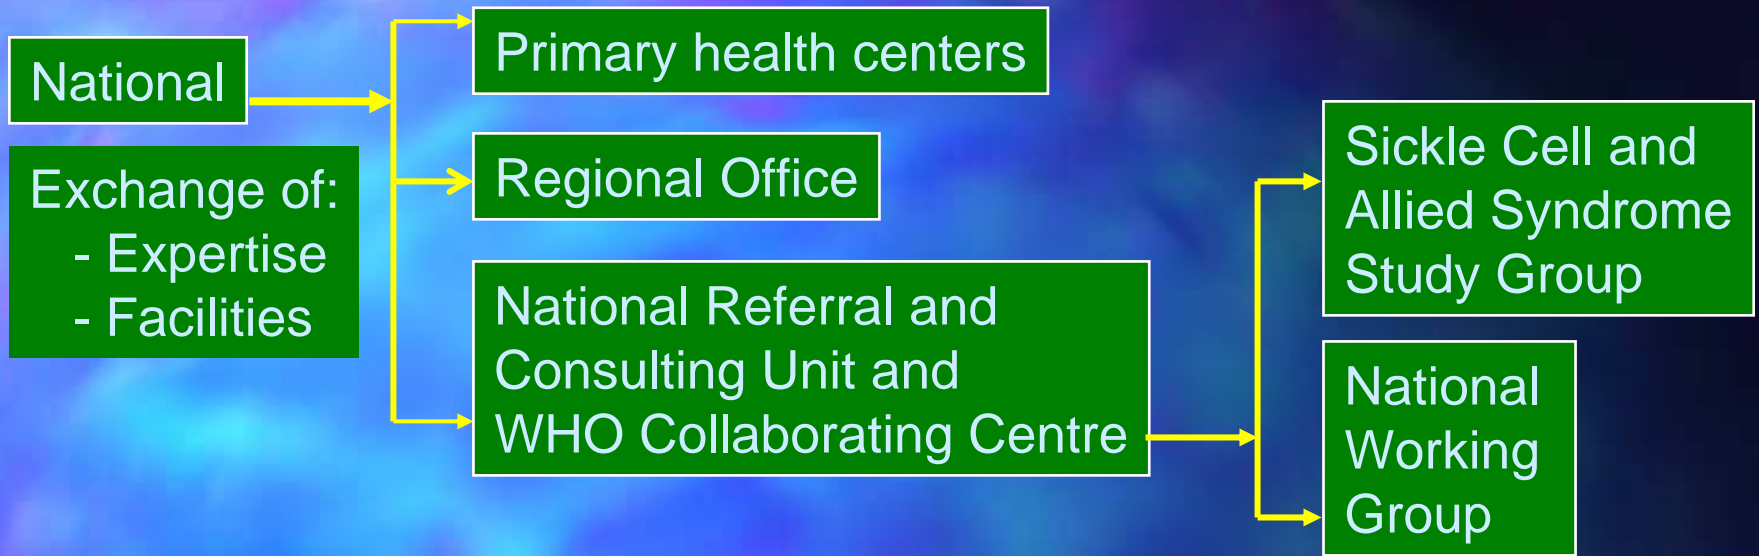 National
Exchange of:
- Expertise
- Facilities
Primary health centers
Regional Office
National Referral and
Consulting Unit and
WHO Collaborating Centre
Sickle Cell and
Allied Syndrome
Study Group
National
Working
Group